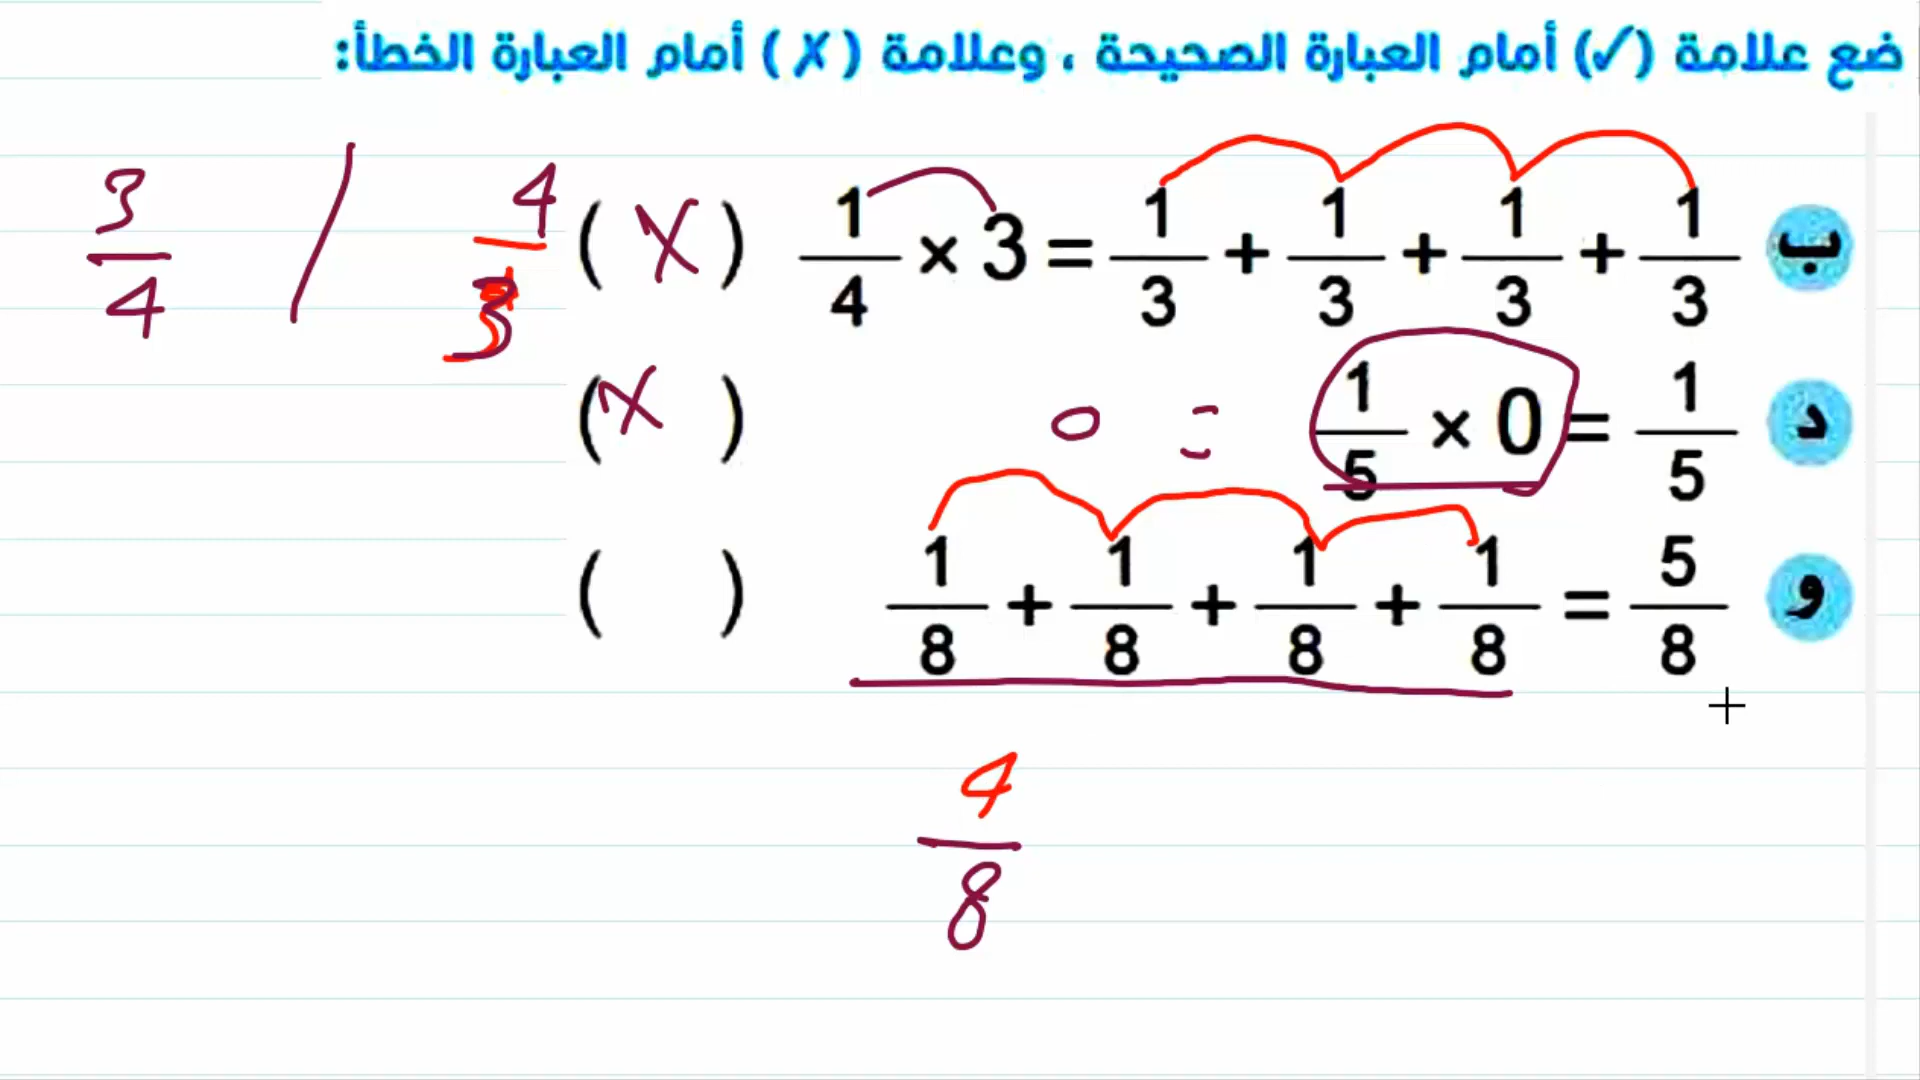 ضع علامة (✓) أمام العبارة الصحيحة ، وعلامة (✗) أمام العبارة الخطأ:
ب 1/4 × 3 = 1/3 + 1/3 + 1/3 + 1/3 (X) 4/3 / 3/4
د 0 = 1/5 × 0 = 1/5 (X)
و 1/8 + 1/8 + 1/8 + 1/8 = 5/8 ( )
4/8